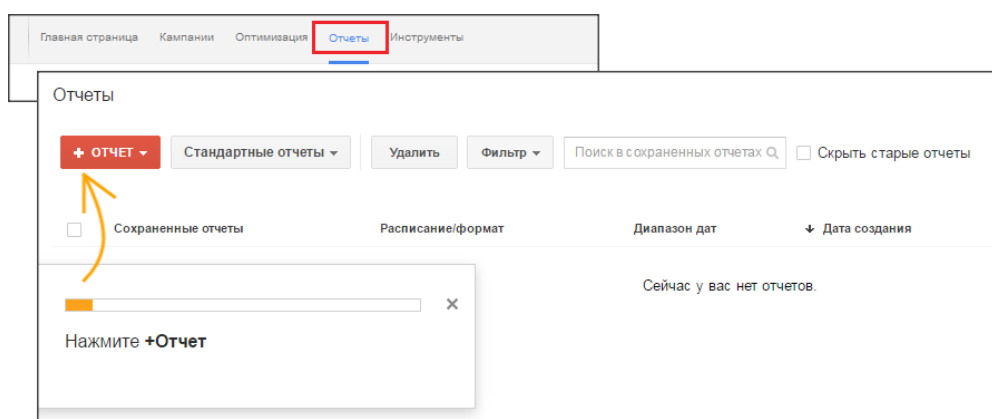 Главная страница Кампании Оптимизация Отчеты Инструменты
Отчеты
+ ОТЧЕТ Стандартные отчеты Удалить Фильтр Поиск в сохраненных отчетах Скрыть старые отчеты
Сохраненные отчеты Расписание/формат Диапазон дат Дата создания
Сейчас у вас нет отчетов.
Нажмите +Отчет